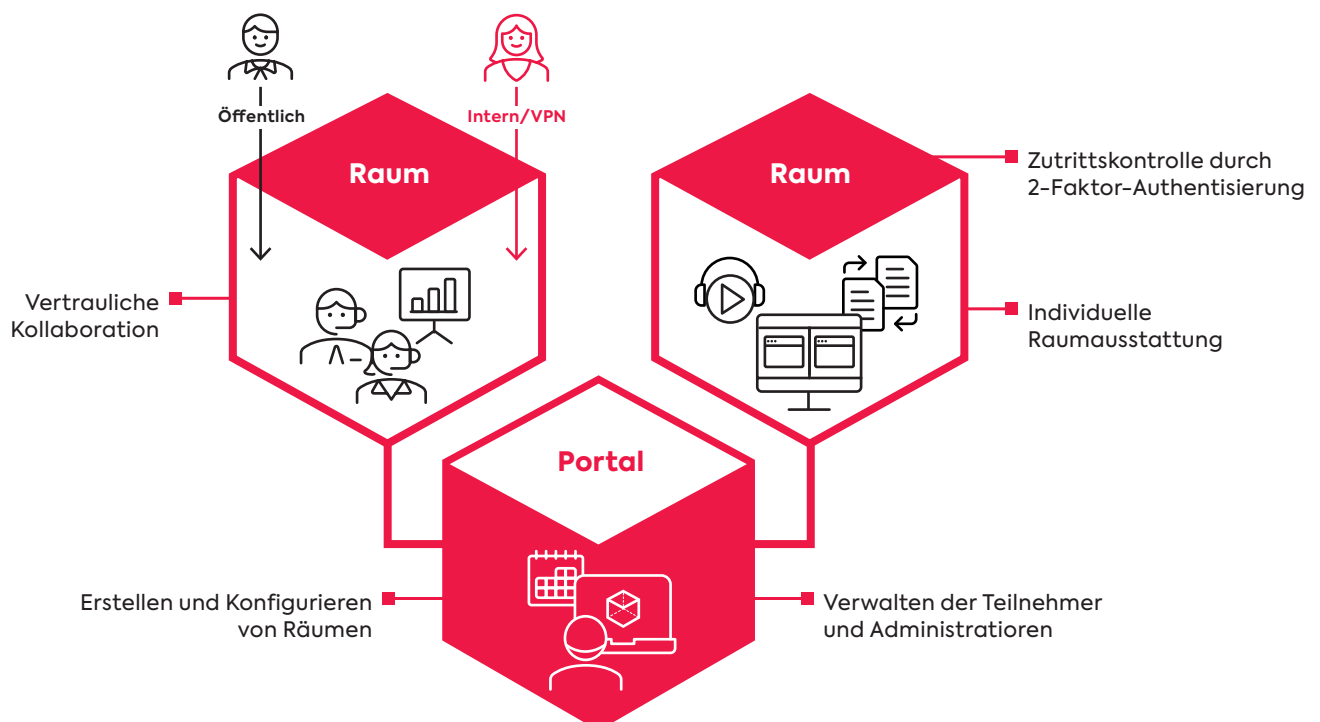 Öffentlich
Intern/VPN
Raum
Raum
Zutrittskontrolle durch
2-Faktor-Authentisierung
Vertrauliche
Kollaboration
Individuelle
Raumausstattung
Portal
Erstellen und Konfigurieren
von Räumen
Verwalten der Teilnehmer
und Administratioren